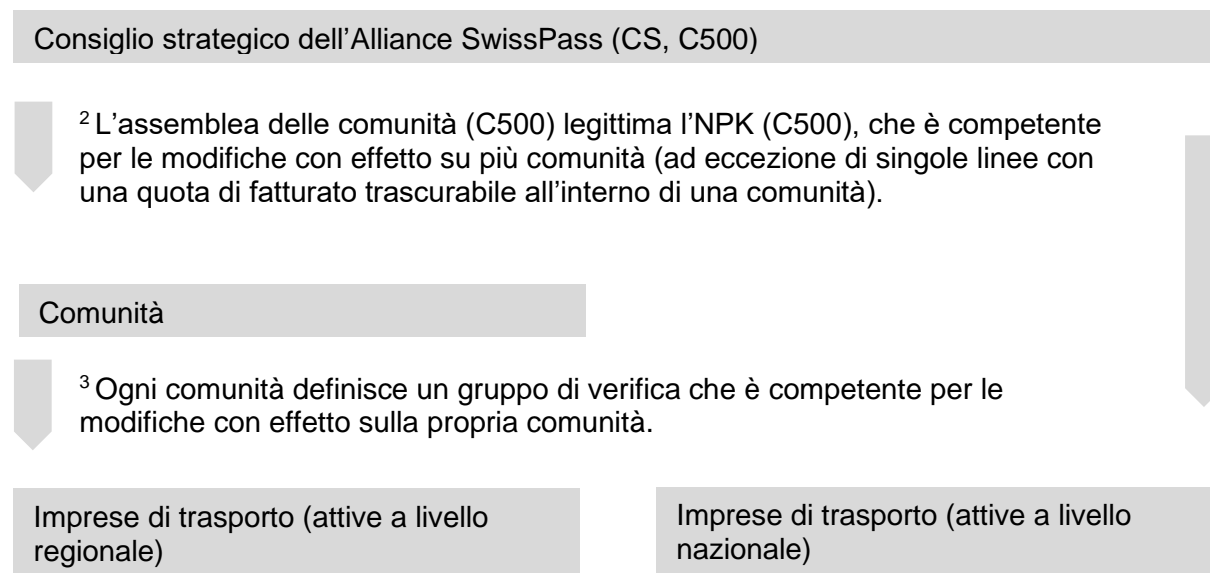 Consiglio strategico dell’Alliance SwissPass (CS, C500)
² L’assemblea delle comunità (C500) legittima l’NPK (C500), che è competente
per le modifiche con effetto su più comunità (ad eccezione di singole linee con
una quota di fatturato trascurabile all’interno di una comunità).
Comunità
³ Ogni comunità definisce un gruppo di verifica che è competente per le
modifiche con effetto sulla propria comunità.
Imprese di trasporto (attive a livello
regionale)
Imprese di trasporto (attive a livello
nazionale)